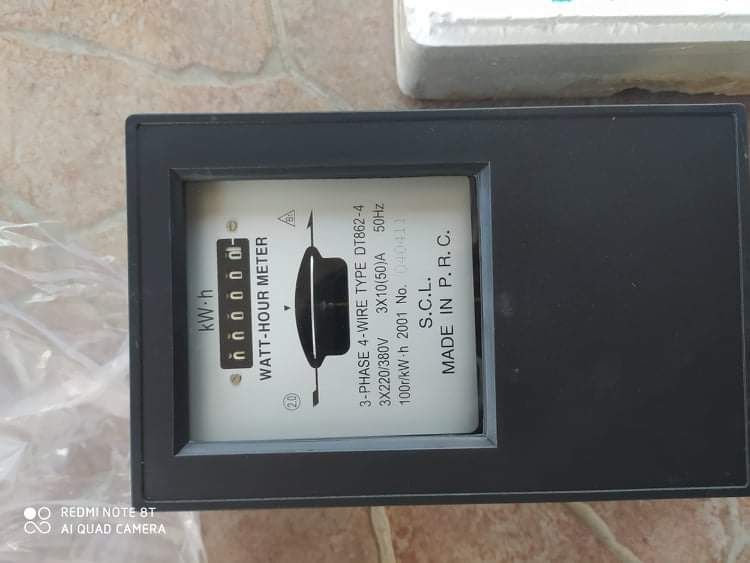 kW·h
WATT-HOUR METER
2.0
3-PHASE 4-WIRE TYPE DT862-4
3X220/380V 3X10(50)A 50Hz
100r/kW·h 2001 No. 040411
S.C.L.
MADE IN P.R.C.
REDMI NOTE 8T
AI QUAD CAMERA